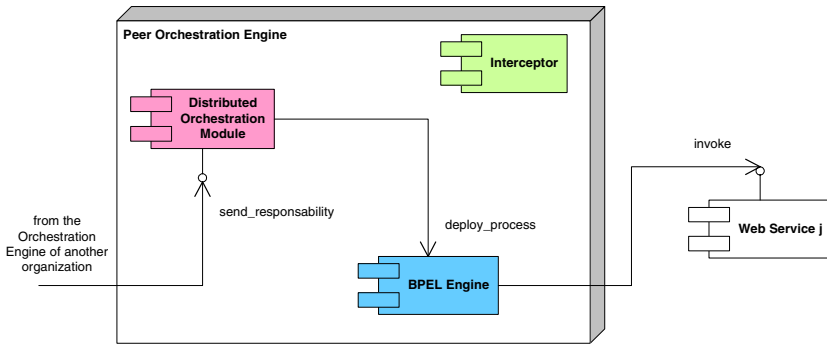 Peer Orchestration Engine
Interceptor
Distributed
Orchestration
Module
invoke
from the
Orchestration
Engine of another
organization
send_responsability
deploy_process
Web Service j
BPEL Engine